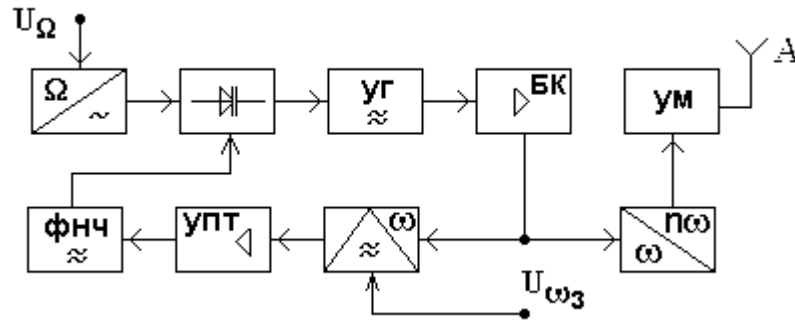 UΩ
Ω
~
УГ
≈
БК
УМ
А
ФНЧ
≈
УПТ
ω
≈
nω
ω
Uω3